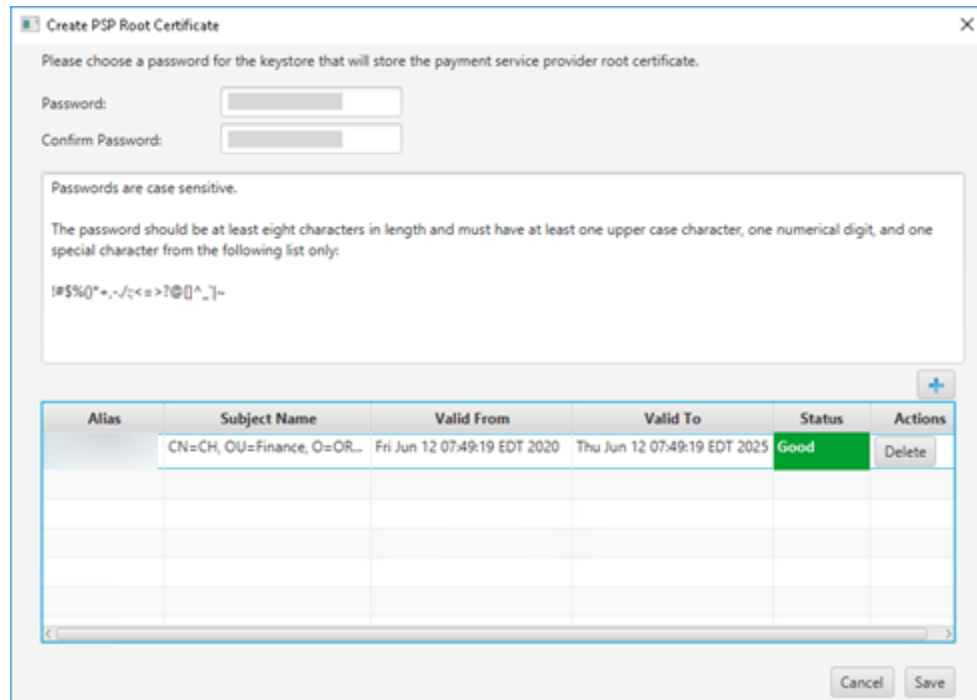 Create PSP Root Certificate
Please choose a password for the keystore that will store the payment service provider root certificate.
Password:
Confirm Password:
Passwords are case sensitive.
The password should be at least eight characters in length and must have at least one upper case character, one numerical digit, and one
special character from the following list only:
!#$%()*+,-./:;<=>?@[]^_`|~
Alias Subject Name Valid From Valid To Status Actions
CN=CH, OU=Finance, O=OR... Fri Jun 12 07:49:19 EDT 2020 Thu Jun 12 07:49:19 EDT 2025 Good Delete
Cancel Save